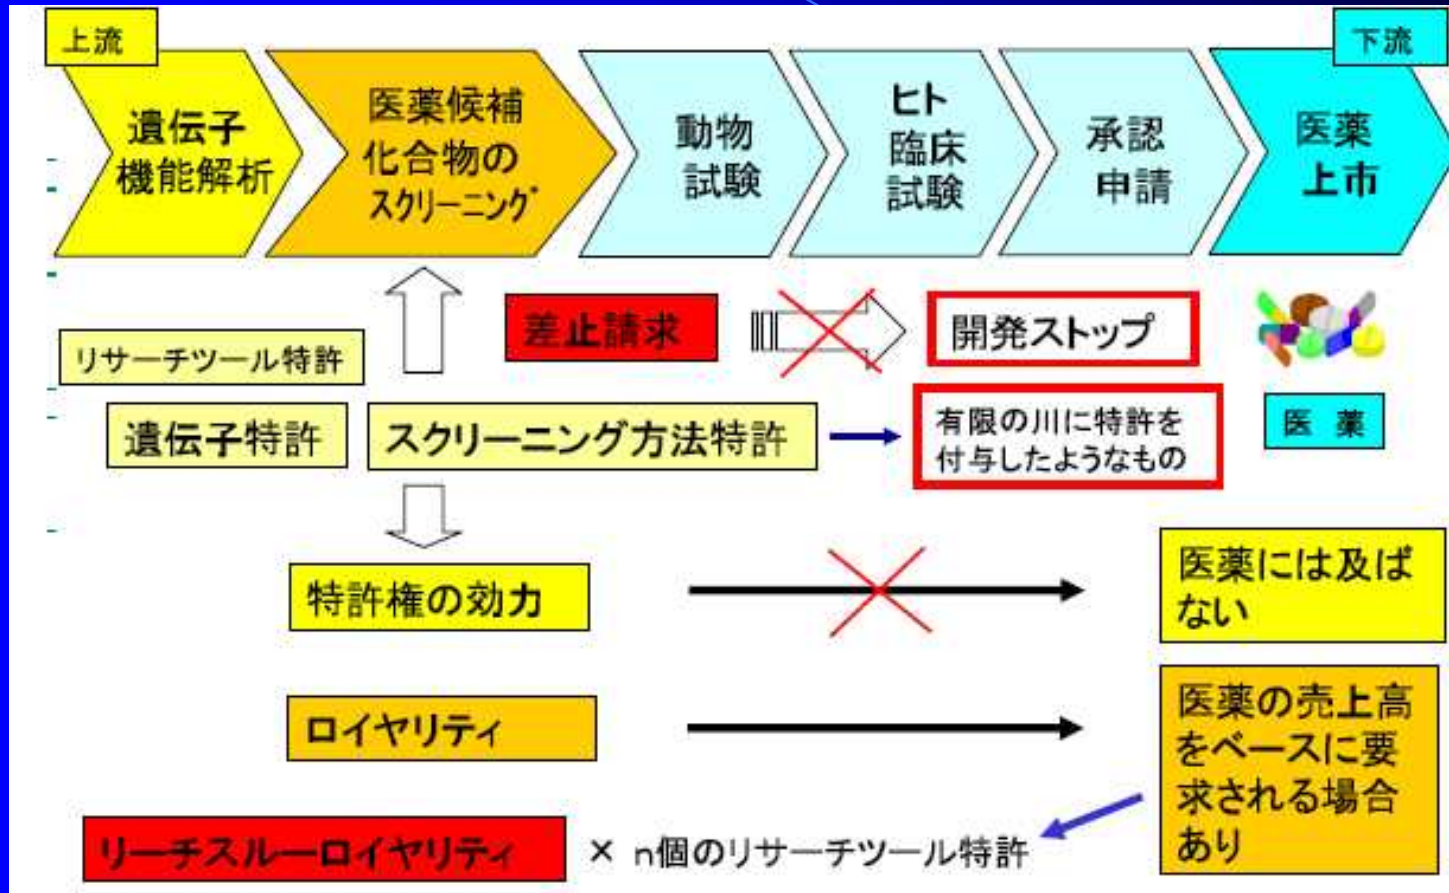 上流
下流
遺伝子
機能解析
医薬候補
化合物の
スクリーニング
動物
試験
ヒト
臨床
試験
承認
申請
医薬
上市
差止請求
開発ストップ
リサーチツール特許
遺伝子特許
スクリーニング方法特許
有限の川に特許を
付与したようなもの
医 薬
特許権の効力
医薬には及ば
ない
ロイヤリティ
医薬の売上高
をベースに要
求される場合
あり
リーチスルーロイヤリティ × n個のリサーチツール特許